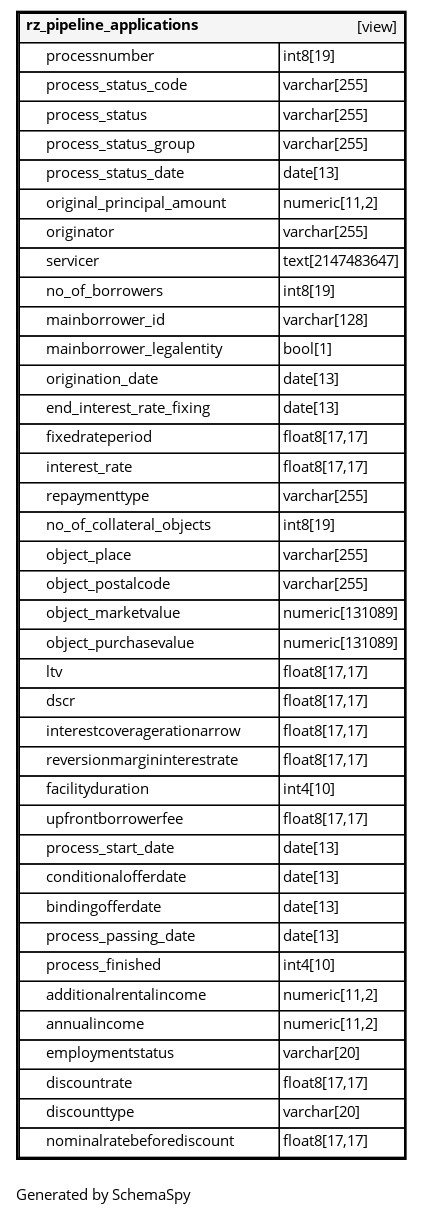 rz_pipeline_applications [view]
processnumber int8[19]
process_status_code varchar[255]
process_status varchar[255]
process_status_group varchar[255]
process_status_date date[13]
original_principal_amount numeric[11,2]
originator varchar[255]
servicer text[2147483647]
no_of_borrowers int8[19]
mainborrower_id varchar[128]
mainborrower_legalentity bool[1]
origination_date date[13]
end_interest_rate_fixing date[13]
fixedrateperiod float8[17,17]
interest_rate float8[17,17]
repaymenttype varchar[255]
no_of_collateral_objects int8[19]
object_place varchar[255]
object_postalcode varchar[255]
object_marketvalue numeric[131089]
object_purchasevalue numeric[131089]
ltv float8[17,17]
dscr float8[17,17]
interestcoveragerationarrow float8[17,17]
reversionmargininterestrate float8[17,17]
facilityduration int4[10]
upfrontborrowerfee float8[17,17]
process_start_date date[13]
conditionalofferdate date[13]
bindingofferdate date[13]
process_passing_date date[13]
process_finished int4[10]
additionalrentalincome numeric[11,2]
annualincome numeric[11,2]
employmentstatus varchar[20]
discountrate float8[17,17]
discounttype varchar[20]
nominalratebeforediscount float8[17,17]
Generated by SchemaSpy